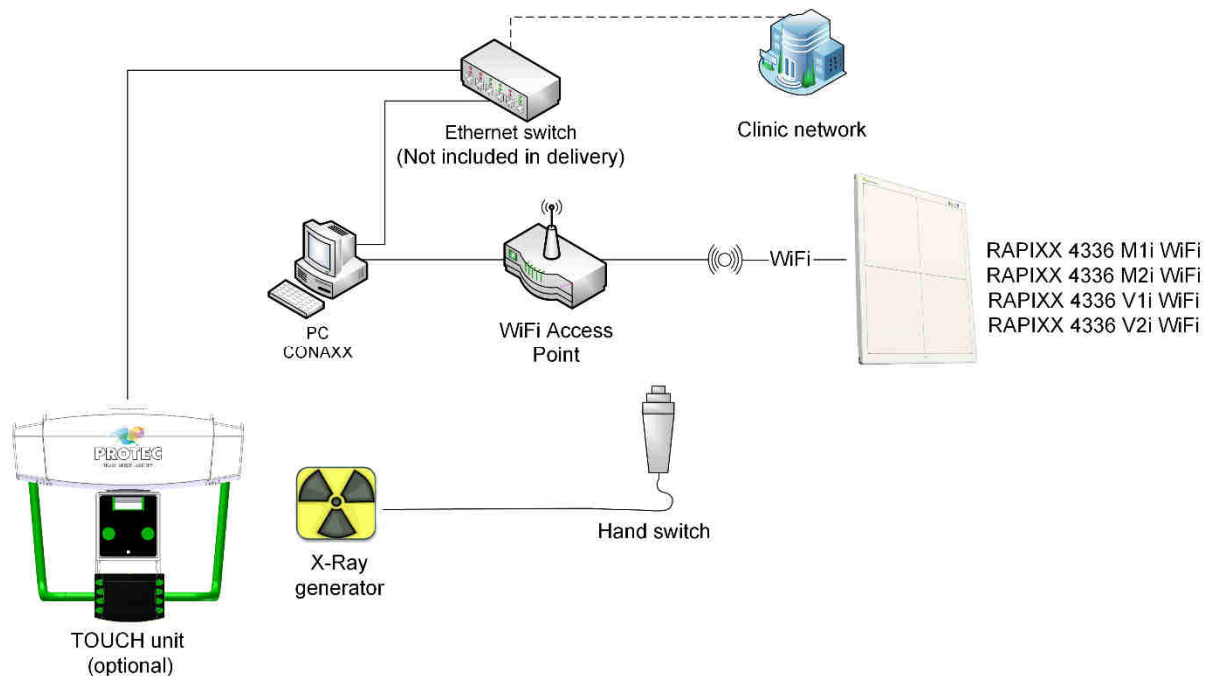 Ethernet switch
(Not included in delivery)
Clinic network
PC
CONAXX
WiFi Access
Point
WiFi
RAPIXX 4336 M1i WiFi
RAPIXX 4336 M2i WiFi
RAPIXX 4336 V1i WiFi
RAPIXX 4336 V2i WiFi
PROTEC
X-Ray
generator
Hand switch
TOUCH unit
(optional)